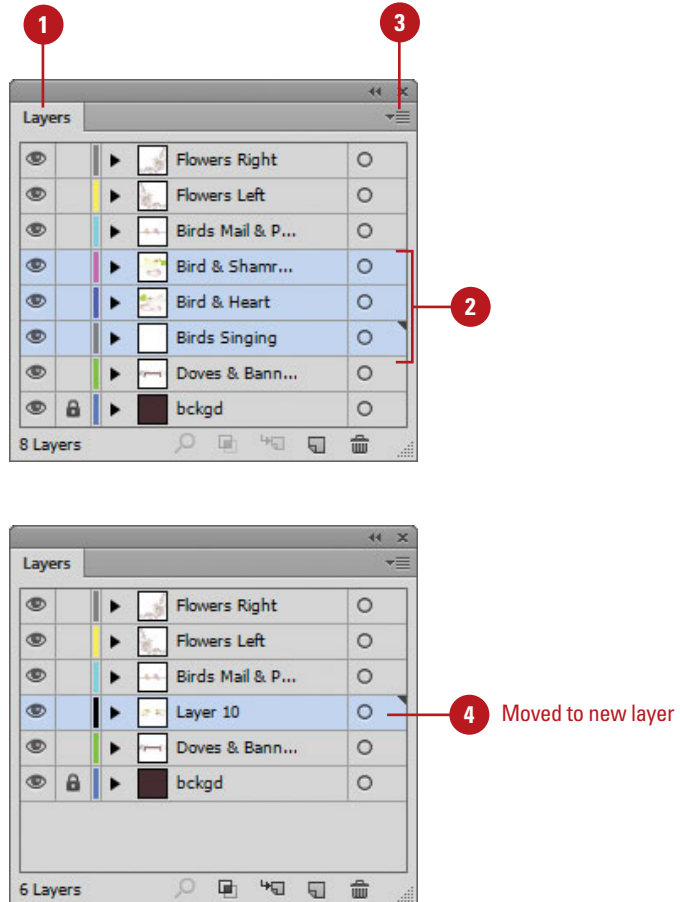 1
3
Layers
Flowers Right
Flowers Left
Birds Mail & P...
Bird & Shamr...
Bird & Heart
2
Birds Singing
Doves & Bann...
bckgd
8 Layers
Layers
Flowers Right
Flowers Left
Birds Mail & P...
Layer 10
4 Moved to new layer
Doves & Bann...
bckgd
6 Layers